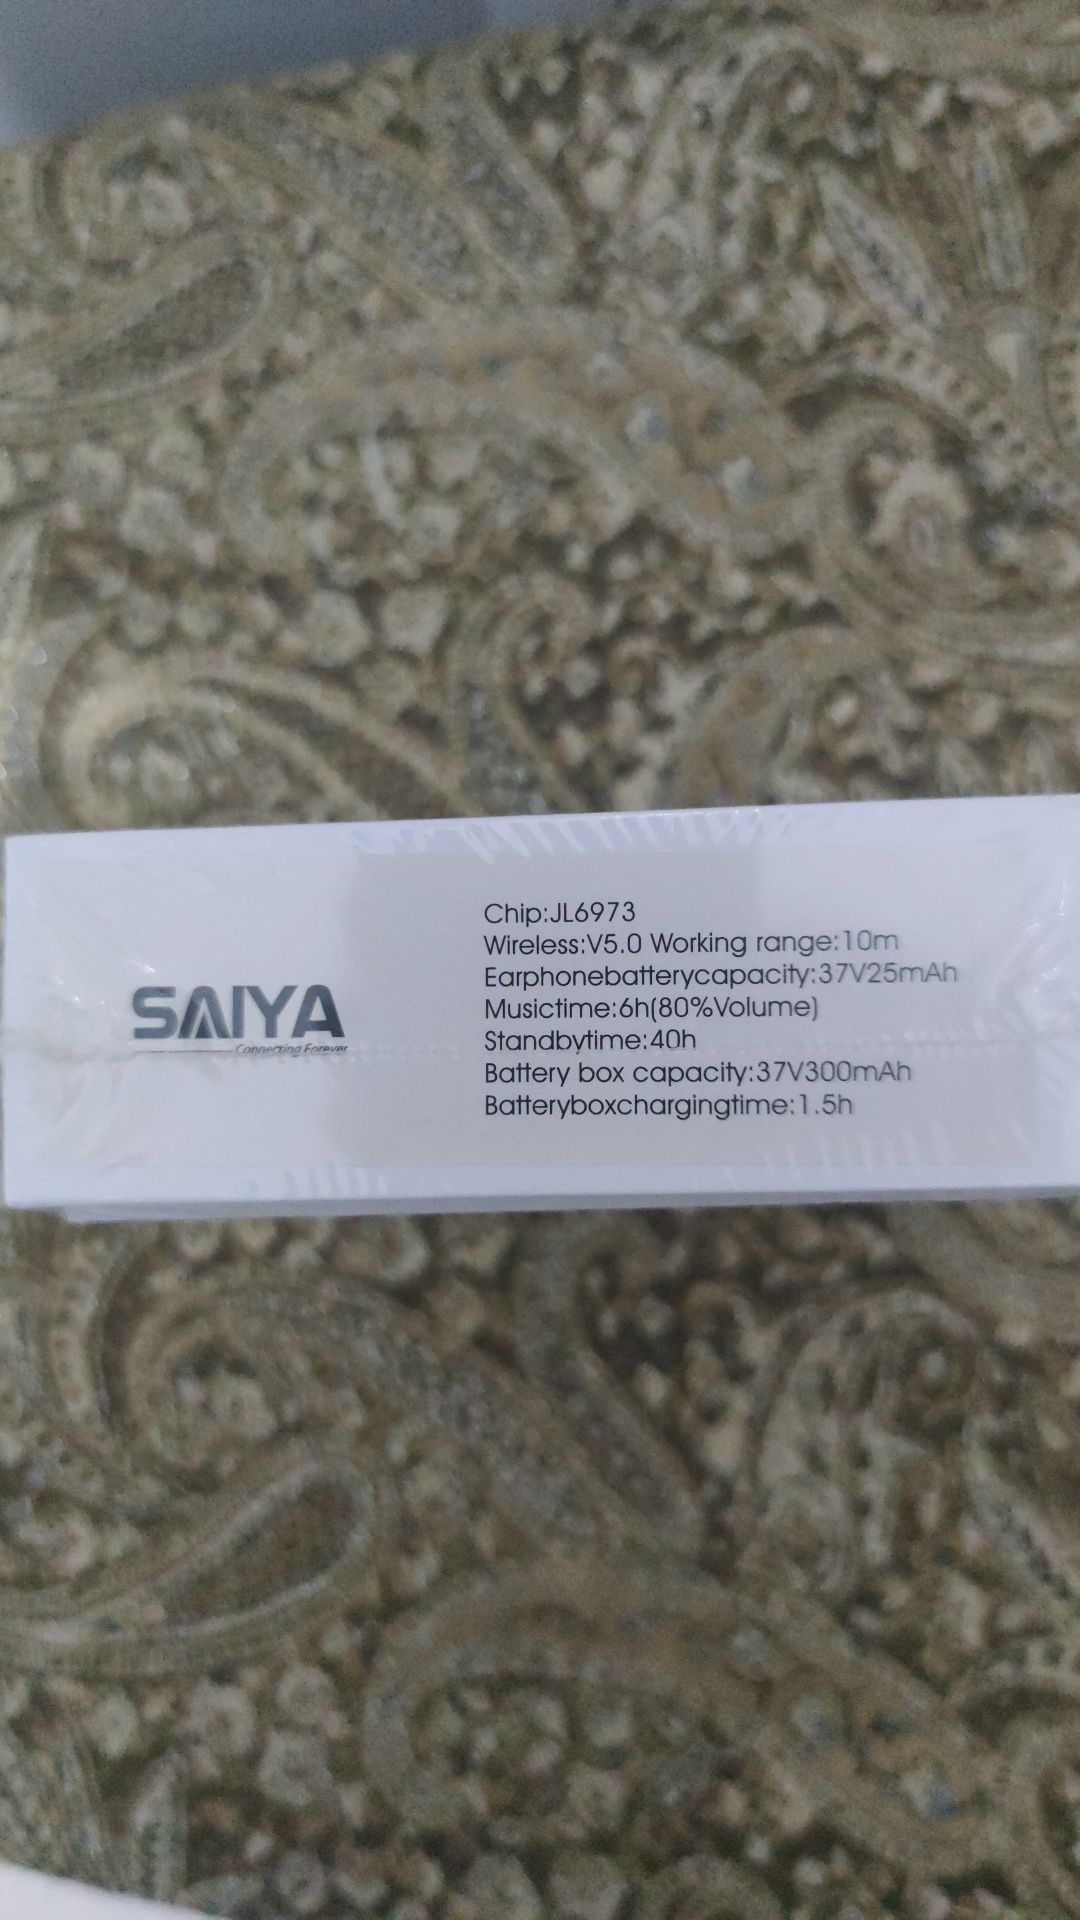 SAIYA
Connecting Forever
Chip:JL6973
Wireless:V5.0 Working range:10m
Earphonebatterycapacity:37V25mAh
Musictime:6h(80%Volume)
Standbytime:40h
Battery box capacity:37V300mAh
Batteryboxchargingtime:1.5h